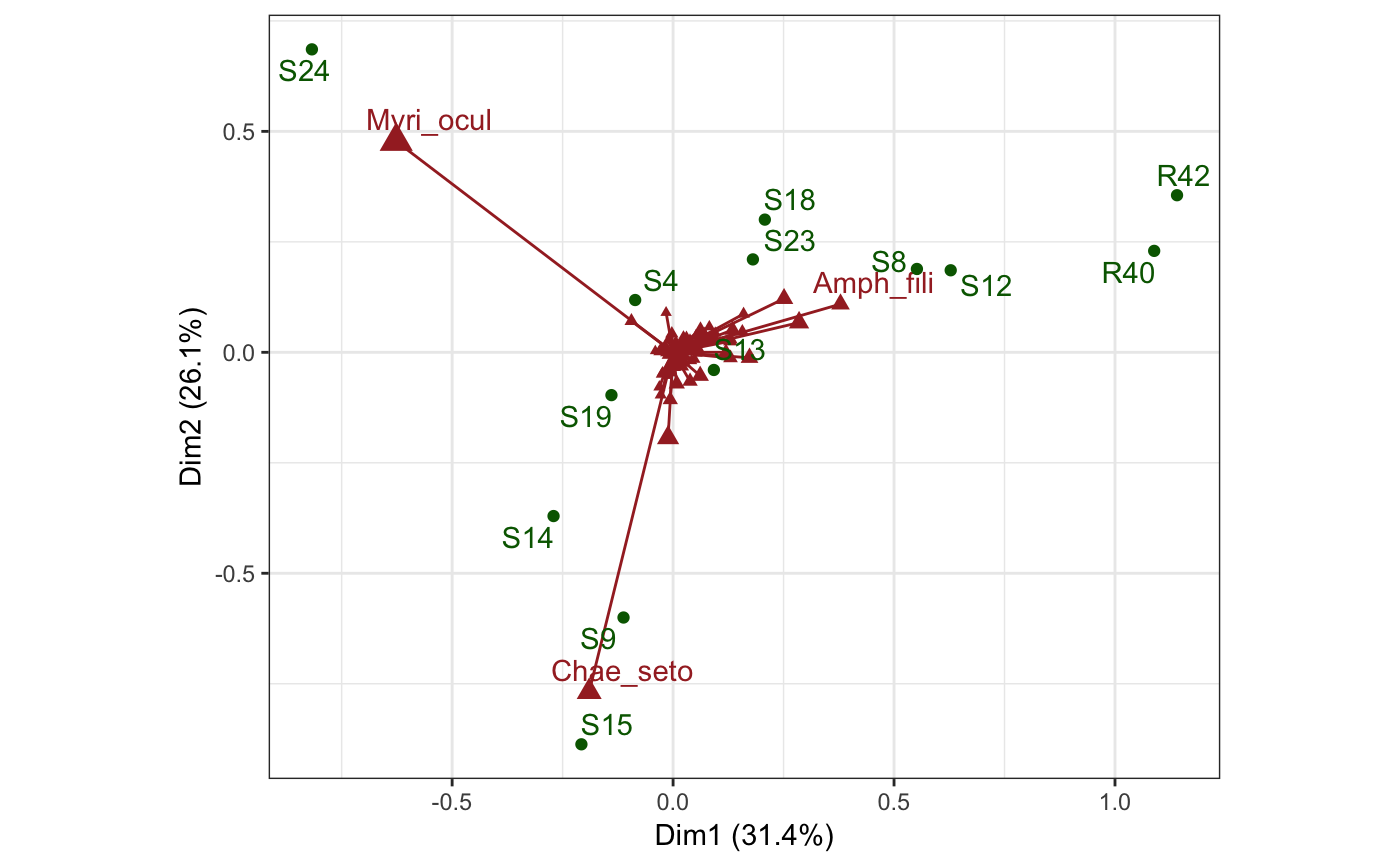 S24
Myri_ocul
0.5
R42
S18
S23
R40
S8
S12
Amph_fili
S4
S13
0.0
S19
Dim2 (26.1%)
S14
-0.5
S9
Chae_seto
S15
-0.5
0.0
0.5
1.0
Dim1 (31.4%)